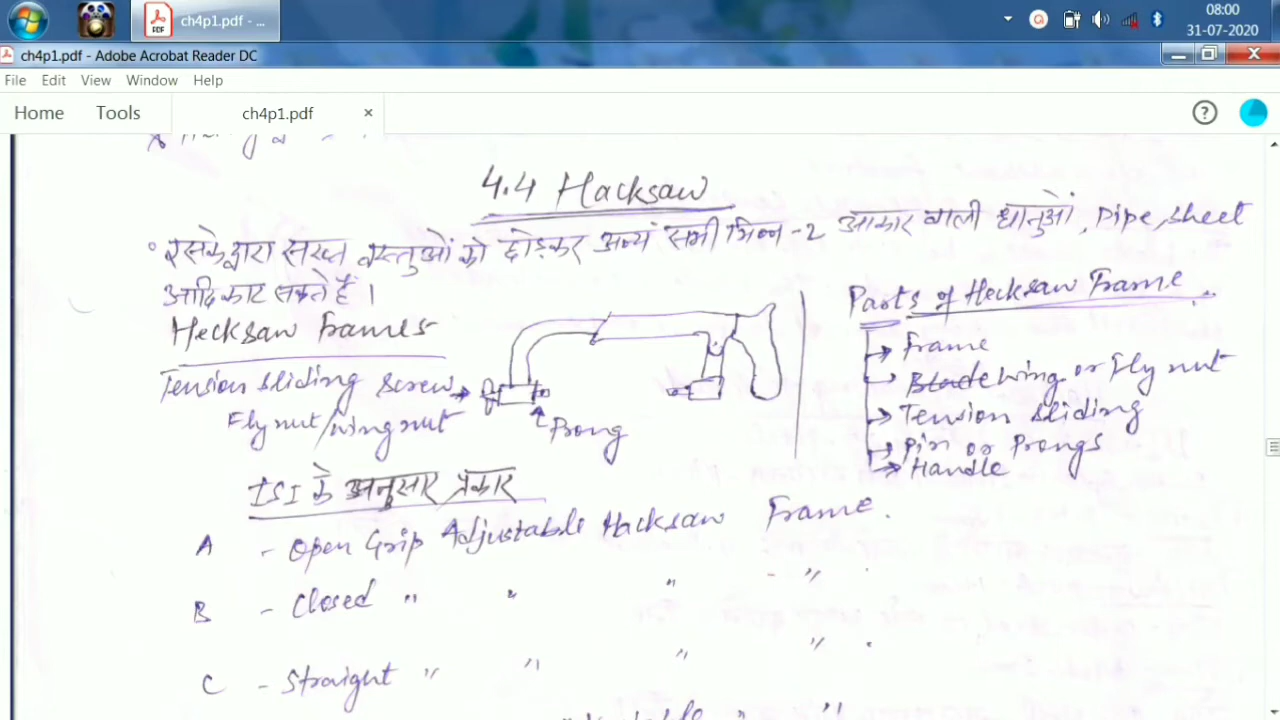 ch4p1.pdf - ...
08:00
31-07-2020
ch4p1.pdf - Adobe Acrobat Reader DC
File Edit View Window Help
Home Tools ch4p1.pdf
4.4 Hacksaw
इसके द्वारा सख्त वस्तुओं को छोड़कर अन्य सभी भिन्न-2 आकार वाली धातुओं, Pipe, sheet
आदि काट सकते हैं।
Hecksaw Frames
Tension sliding screw
Fly nut/wing nut
Prong
Parts of Hecksaw Frame
Frame
Blade wing or Fly nut
Tension sliding
Pin or Prongs
Handle
ISI के अनुसार प्रकार
A - Open Grip Adjustable Hacksaw Frame.
B - Closed " " " - "
C - Straight " " " " .
" "